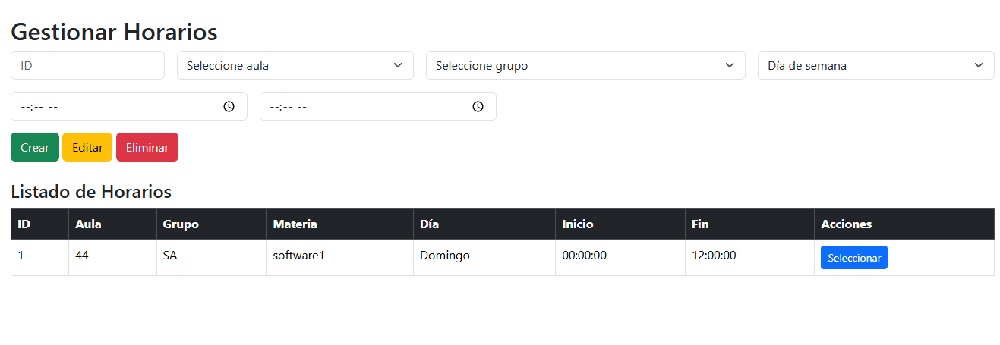 Gestionar Horarios
ID Seleccione aula Seleccione grupo Día de semana
--:-- -- --:-- --
Crear Editar Eliminar
Listado de Horarios
ID Aula Grupo Materia Día Inicio Fin Acciones
1 44 SA software1 Domingo 00:00:00 12:00:00 Seleccionar